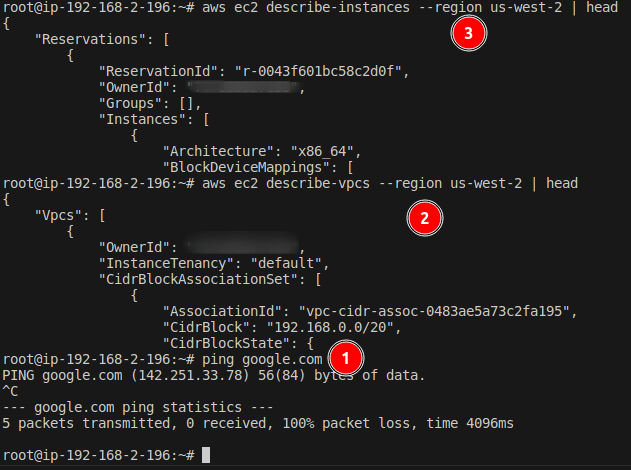 root@ip-192-168-2-196:~# aws ec2 describe-instances --region us-west-2 | head
3
{
    "Reservations": [
        {
            "ReservationId": "r-0043f601bc58c2d0f",
            "OwnerId": "",
            "Groups": [],
            "Instances": [
                {
                    "Architecture": "x86_64",
                    "BlockDeviceMappings": [
root@ip-192-168-2-196:~# aws ec2 describe-vpcs --region us-west-2 | head
2
{
    "Vpcs": [
        {
            "OwnerId": "",
            "InstanceTenancy": "default",
            "CidrBlockAssociationSet": [
                {
                    "AssociationId": "vpc-cidr-assoc-0483ae5a73c2fa195",
                    "CidrBlock": "192.168.0.0/20",
                    "CidrBlockState": {
root@ip-192-168-2-196:~# ping google.com
1
PING google.com (142.251.33.78) 56(84) bytes of data.
^C
--- google.com ping statistics ---
5 packets transmitted, 0 received, 100% packet loss, time 4096ms
root@ip-192-168-2-196:~#